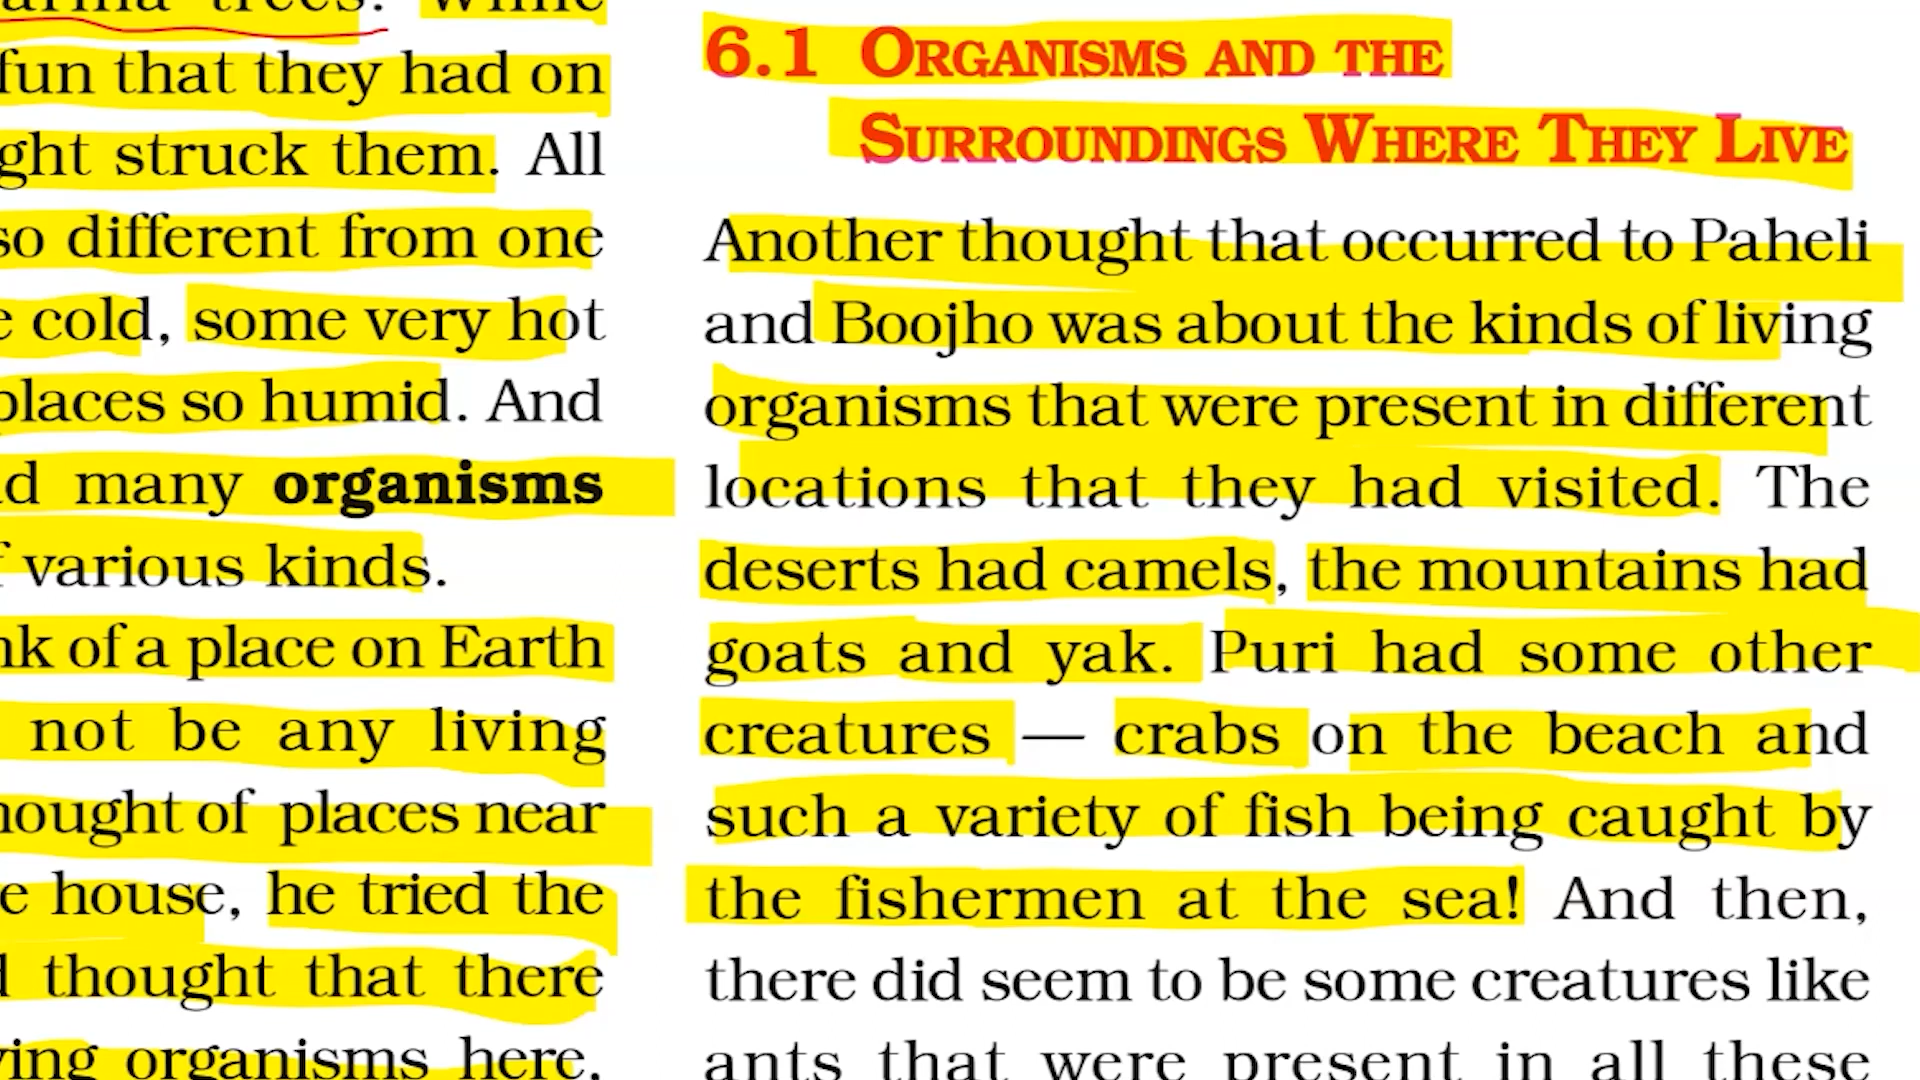 trees. While
fun that they had on
struck them. All
so different from one
cold, some very hot
places so humid. And
many organisms
various kinds.
of a place on Earth
not be any living
of places near
house, he tried the
thought that there
organisms here.
6.1 ORGANISMS AND THE
SURROUNDINGS WHERE THEY LIVE
Another thought that occurred to Paheli
and Boojho was about the kinds of living
organisms that were present in different
locations that they had visited. The
deserts had camels, the mountains had
goats and yak. Puri had some other
creatures — crabs on the beach and
such a variety of fish being caught by
the fishermen at the sea! And then,
there did seem to be some creatures like
ants that were present in all these